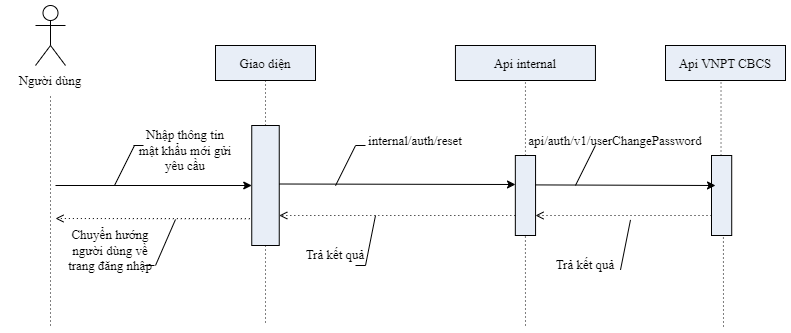 Người dùng
Giao diện
Api internal
Api VNPT CBCS
Nhập thông tin
mật khẩu mới gửi
yêu cầu
internal/auth/reset
api/auth/v1/userChangePassword
Chuyển hướng
người dùng về
trang đăng nhập
Trả kết quả
Trả kết quả